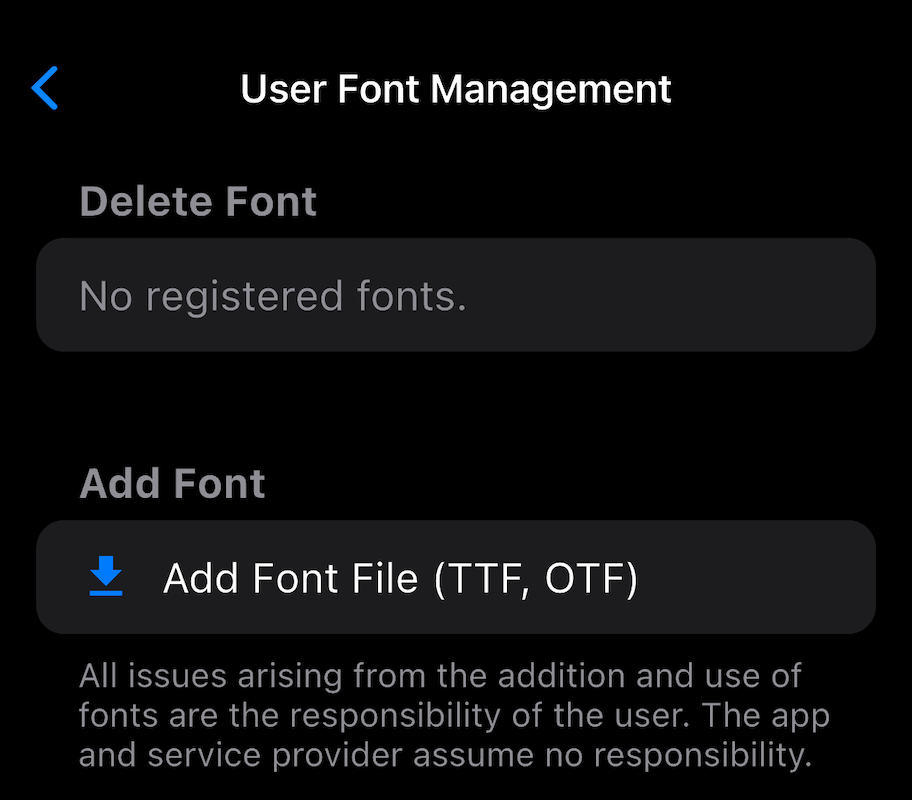 User Font Management
Delete Font
No registered fonts.
Add Font
Add Font File (TTF, OTF)
All issues arising from the addition and use of
fonts are the responsibility of the user. The app
and service provider assume no responsibility.